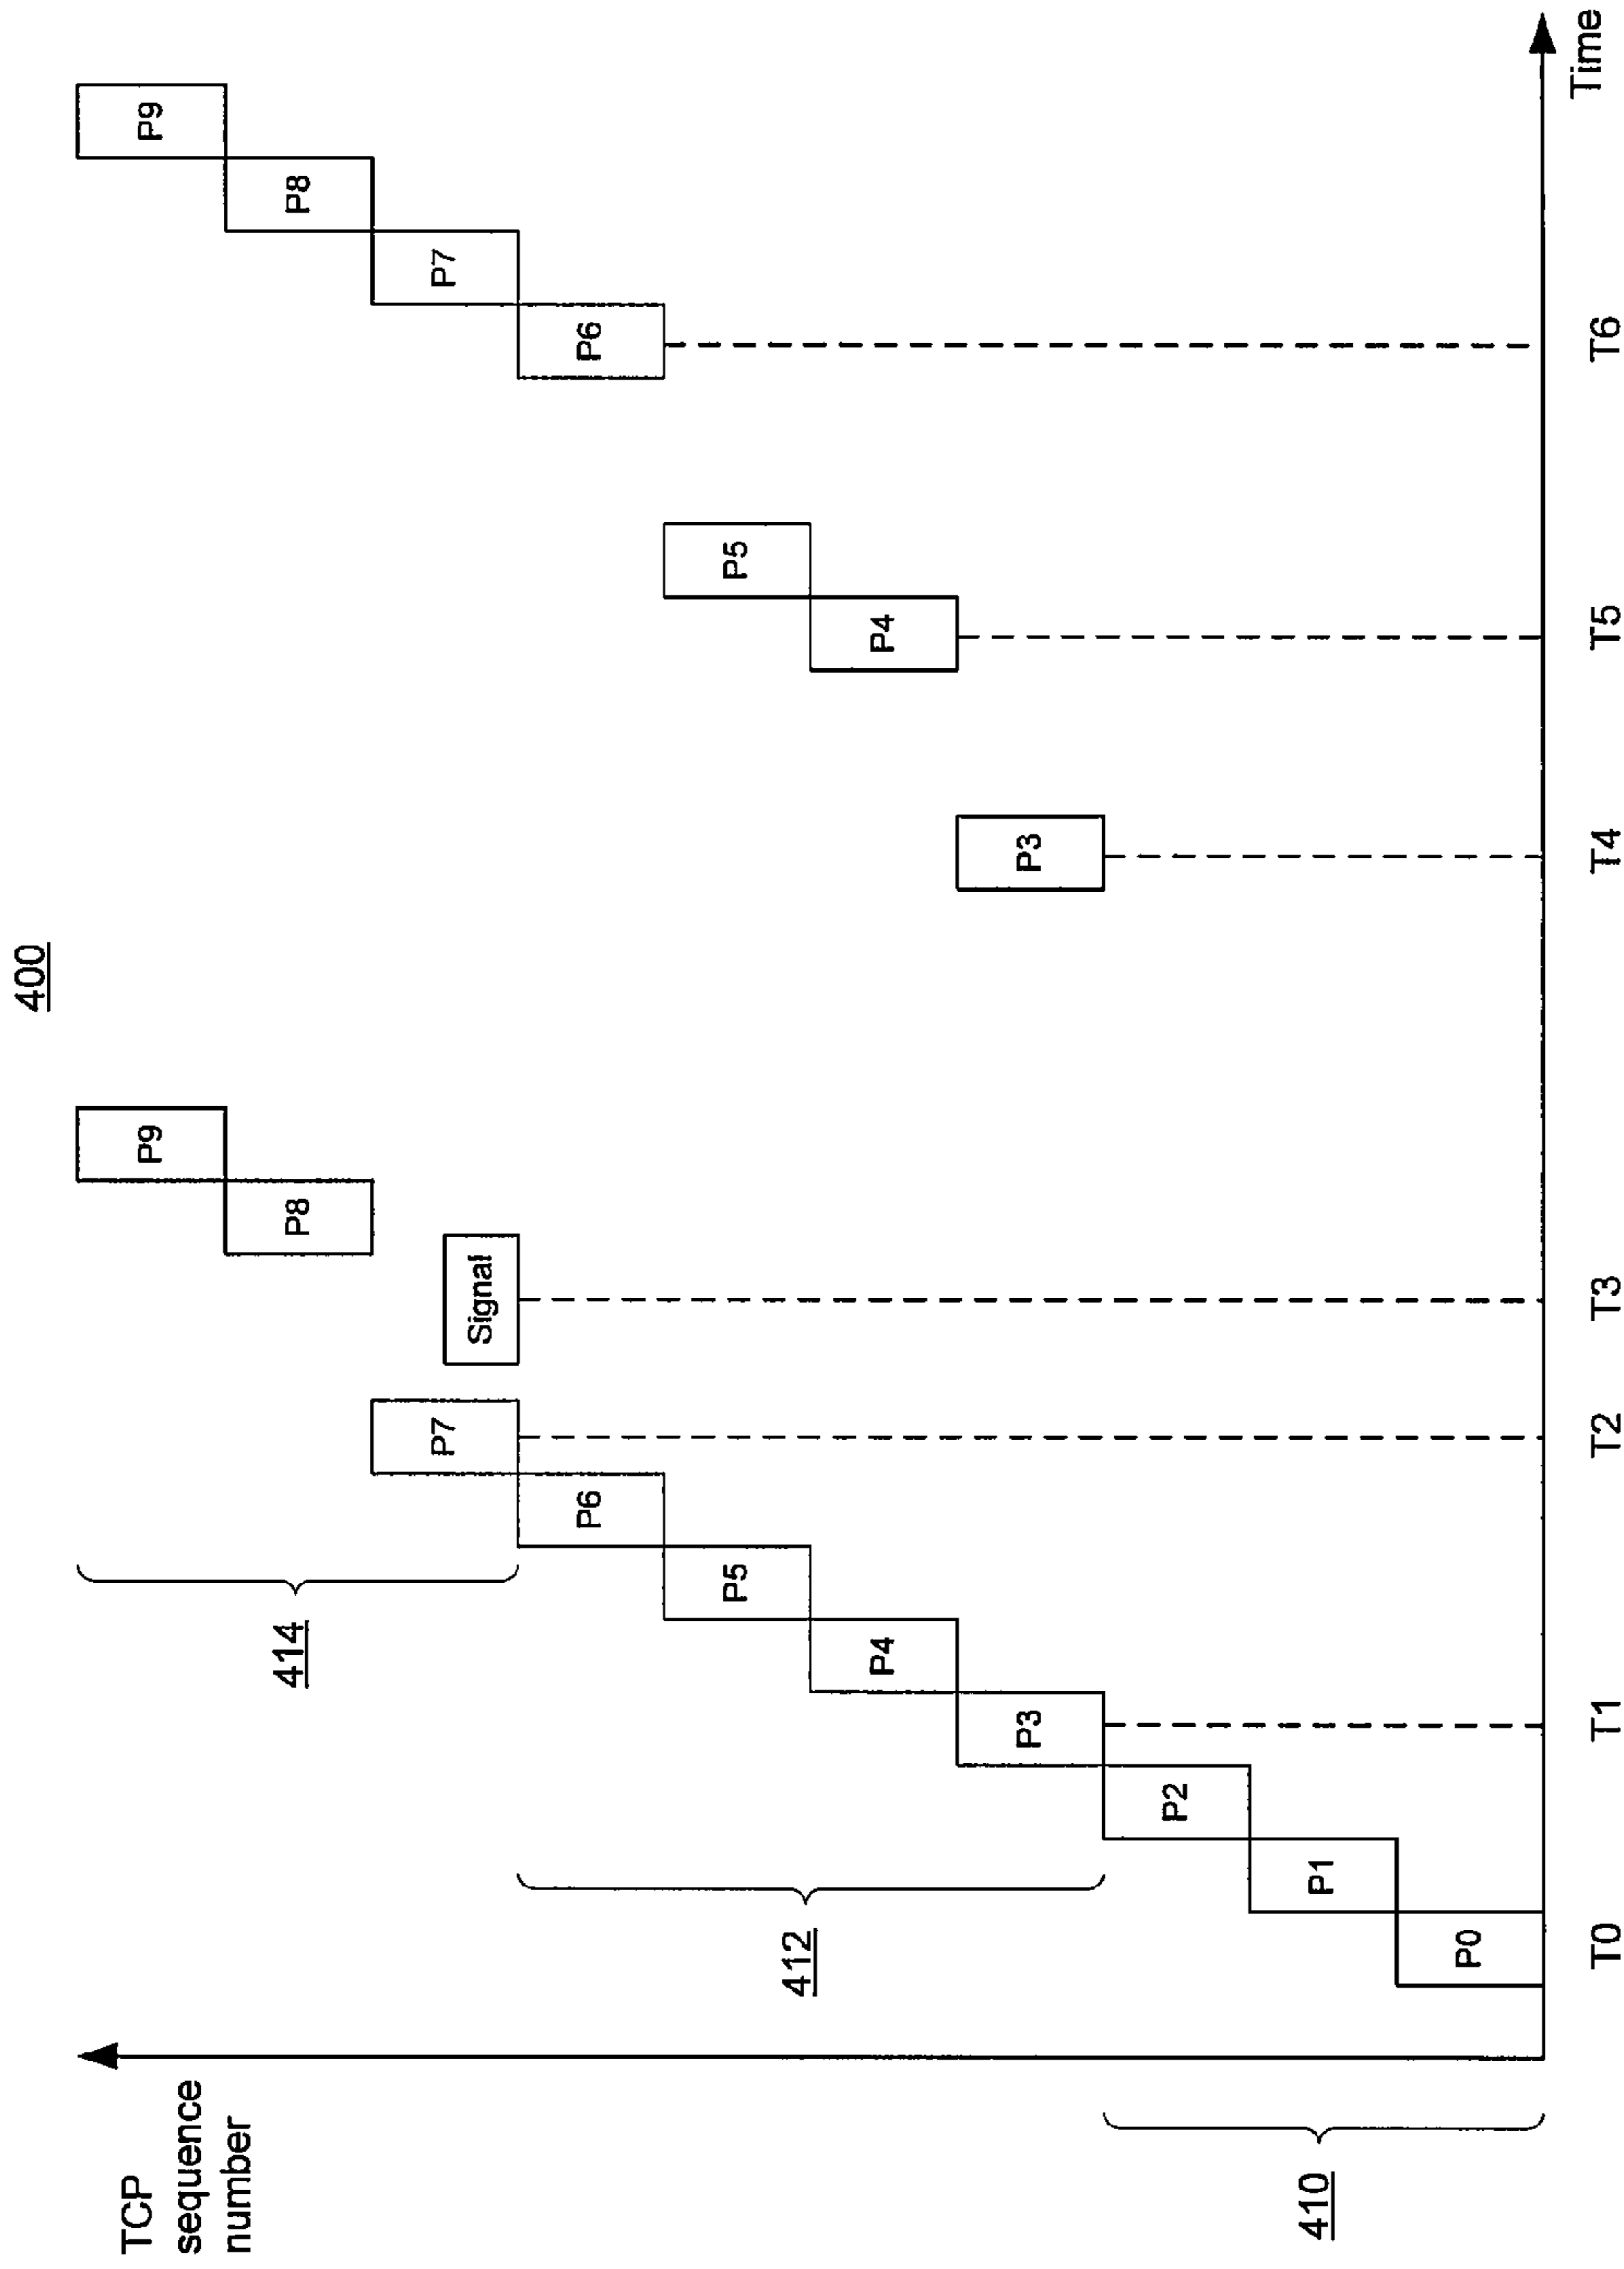 400
TCP
sequence
number
414
412
410
P9
P9
P8
P8
P7
Signal
P7
P6
P6
P5
P5
P4
P4
P3
P3
P2
P1
P0
T0
T1
T2
T3
T4
T5
T6
Time